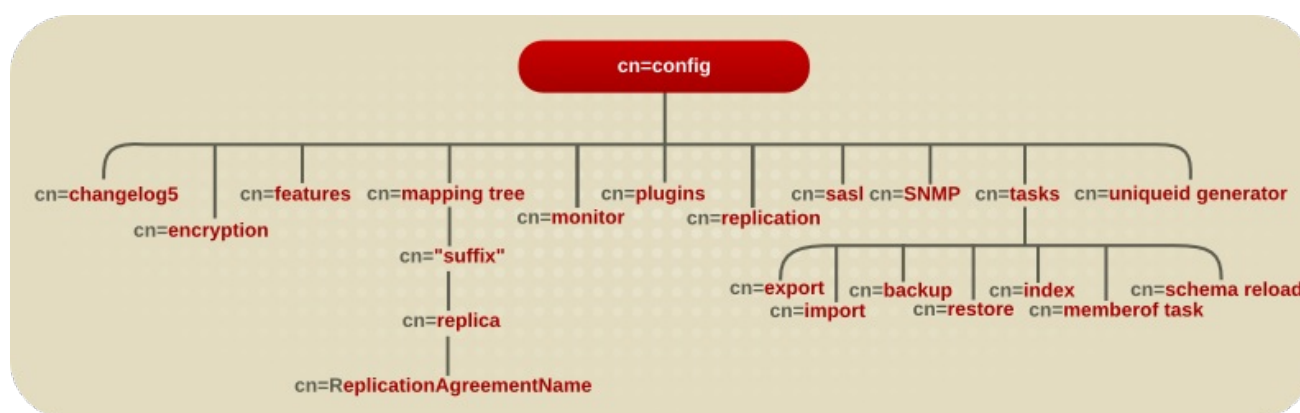 cn=config
cn=changelog5
cn=encryption
cn=features
cn=mapping tree
cn=monitor
cn=plugins
cn=replication
cn=sasl
cn=SNMP
cn=tasks
cn=uniqueid generator
cn="suffix"
cn=replica
cn=ReplicationAgreementName
cn=export
cn=import
cn=backup
cn=restore
cn=index
cn=memberof task
cn=schema reload